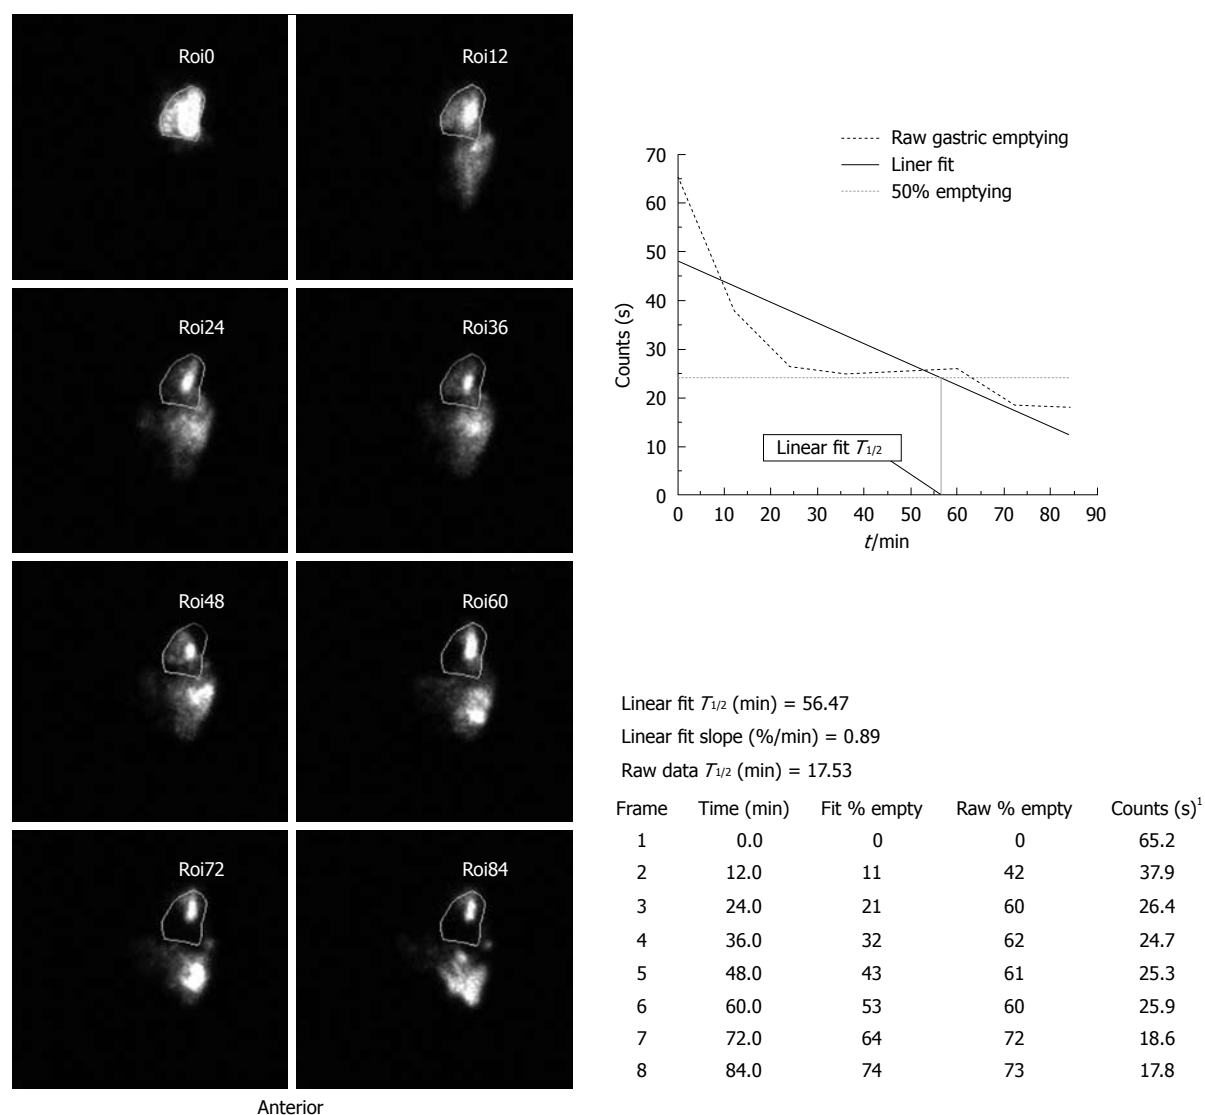 Roi0
Roi12
Roi24
Roi36
Roi48
Roi60
Roi72
Roi84
Anterior
Raw gastric emptying
Liner fit
50% emptying
70
60
50
40
30
20
10
0
Counts (s)
Linear fit T1/2
0 10 20 30 40 50 60 70 80 90
t/min
Linear fit T1/2 (min) = 56.47
Linear fit slope (%/min) = 0.89
Raw data T1/2 (min) = 17.53
Frame Time (min) Fit % empty Raw % empty Counts (s)1
1 0.0 0 0 65.2
2 12.0 11 42 37.9
3 24.0 21 60 26.4
4 36.0 32 62 24.7
5 48.0 43 61 25.3
6 60.0 53 60 25.9
7 72.0 64 72 18.6
8 84.0 74 73 17.8